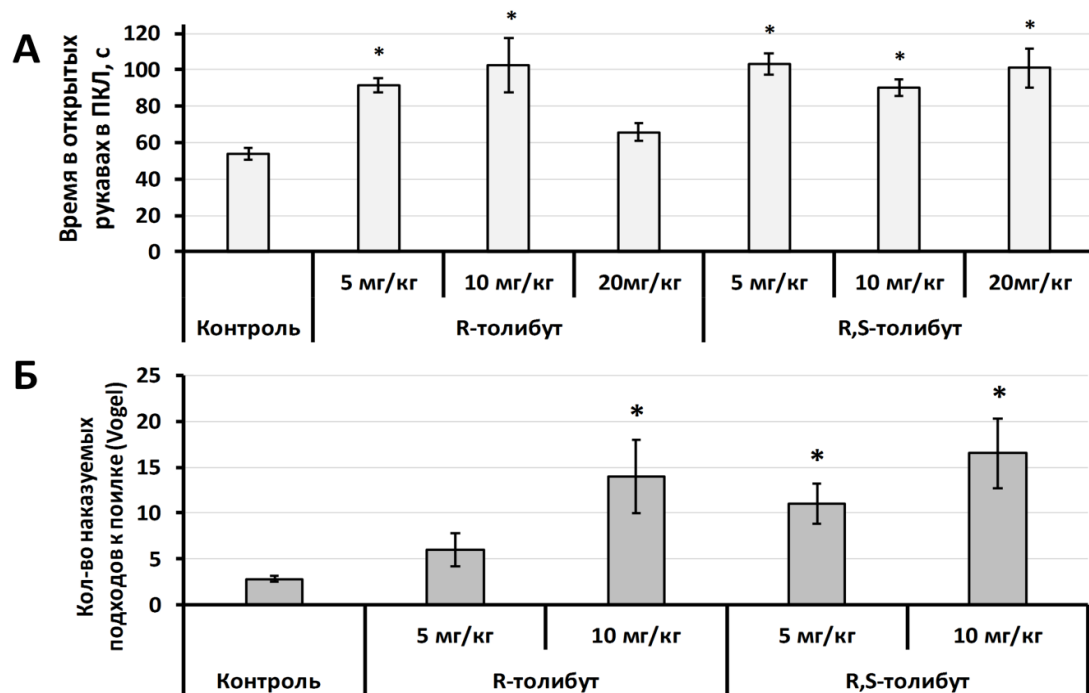 А
Время в открытых
рукавах в ПКЛ, с
120
100
80
60
40
20
0
* * * * *
5 мг/кг 10 мг/кг 20мг/кг 5 мг/кг 10 мг/кг 20мг/кг
Контроль R-толибут R,S-толибут
Б
Кол-во наказуемых
подходов к поилке (Vogel)
25
20
15
10
5
0
* * *
5 мг/кг 10 мг/кг 5 мг/кг 10 мг/кг
Контроль R-толибут R,S-толибут